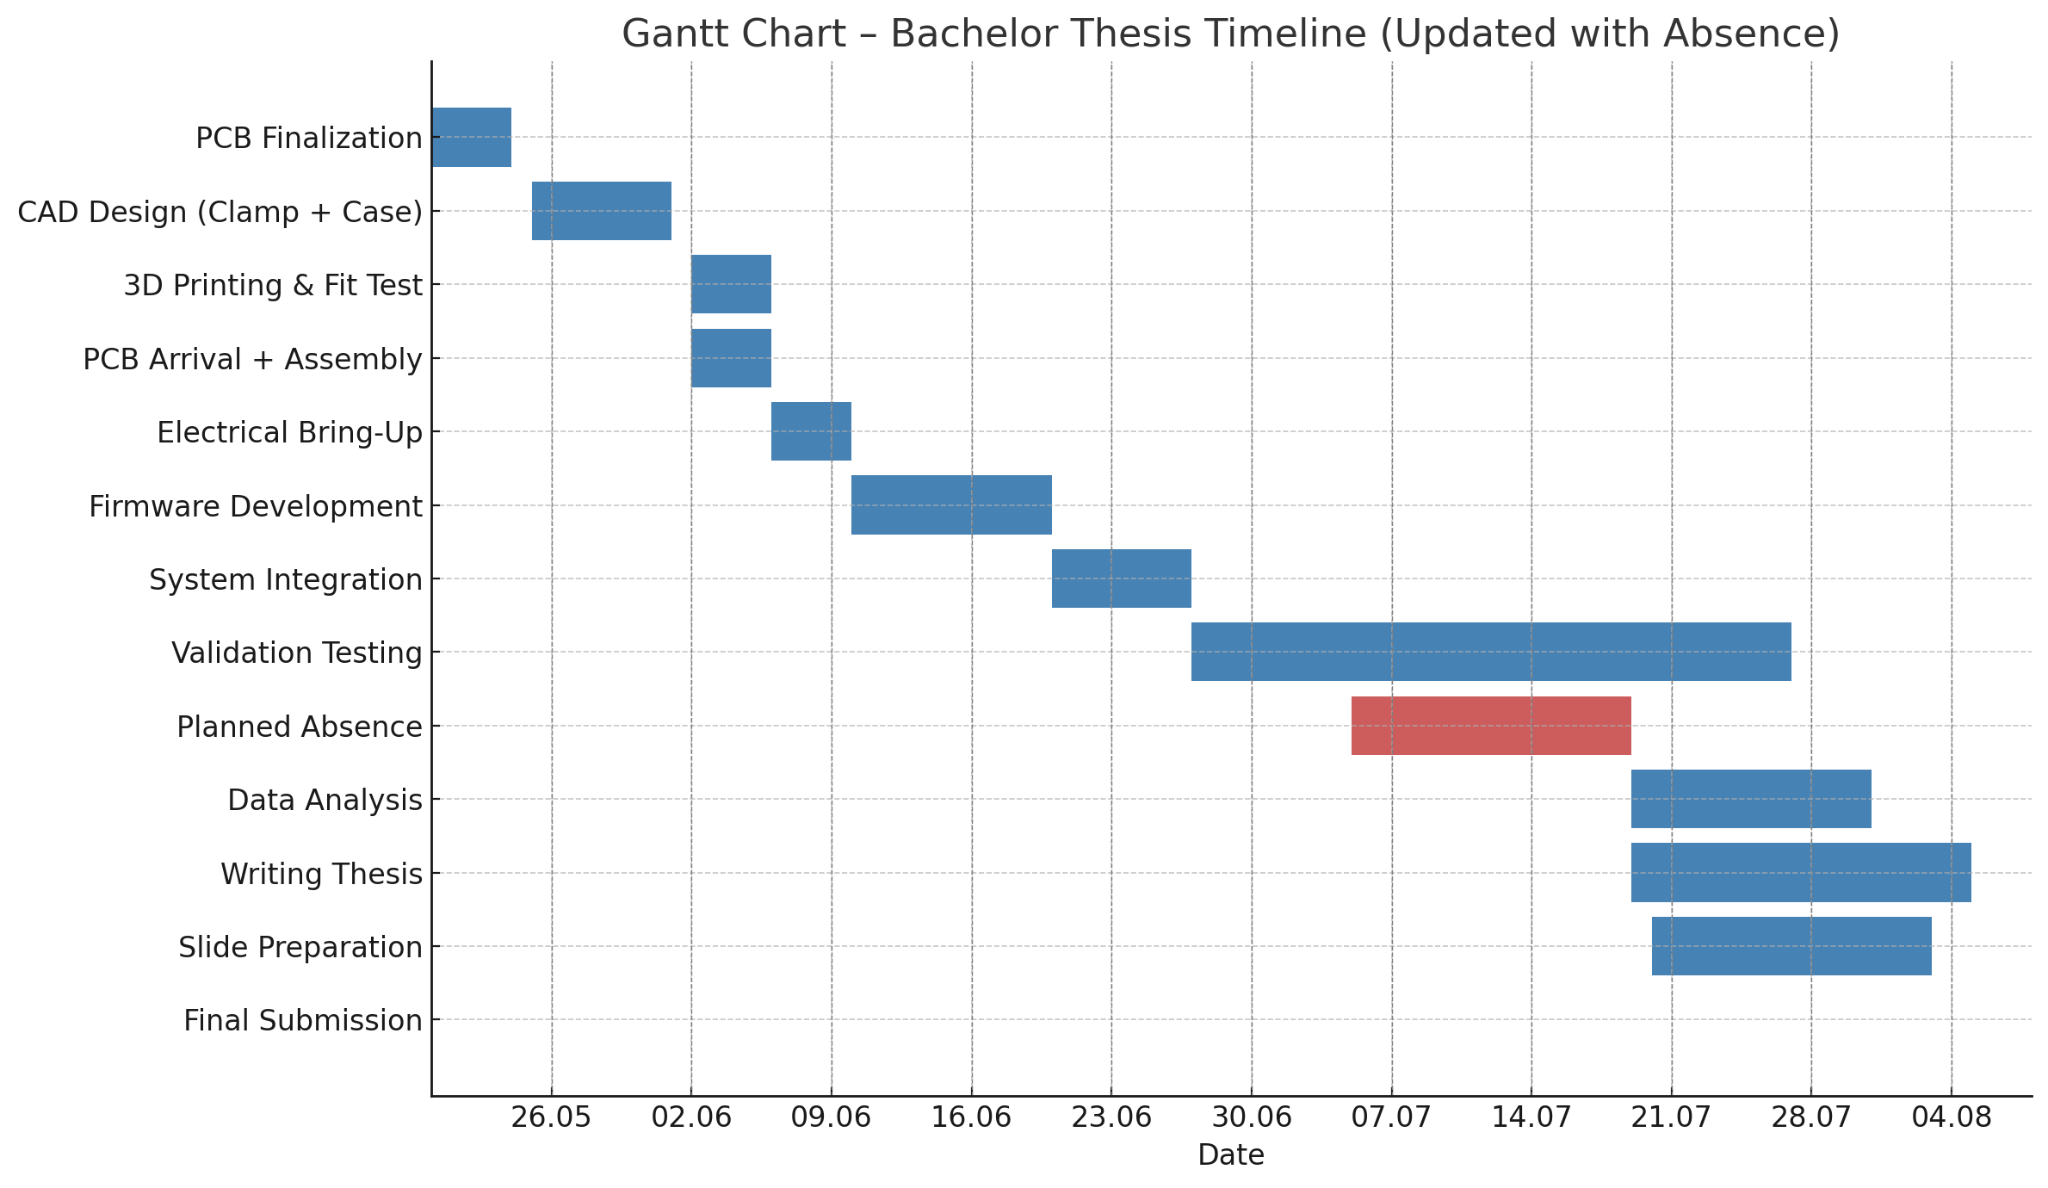 Gantt Chart – Bachelor Thesis Timeline (Updated with Absence)
PCB Finalization
CAD Design (Clamp + Case)
3D Printing & Fit Test
PCB Arrival + Assembly
Electrical Bring-Up
Firmware Development
System Integration
Validation Testing
Planned Absence
Data Analysis
Writing Thesis
Slide Preparation
Final Submission
26.05 02.06 09.06 16.06 23.06 30.06 07.07 14.07 21.07 28.07 04.08
Date